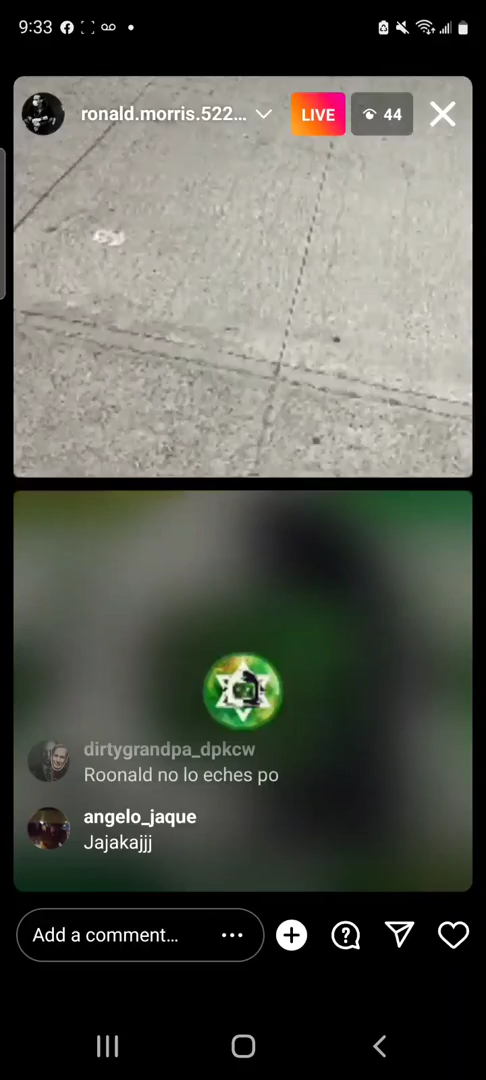 9:33
ronald.morris.522...
LIVE
44
dirtygrandpa_dpkcw
Roonald no lo eches po
angelo_jaque
Jajakajjj
Add a comment...